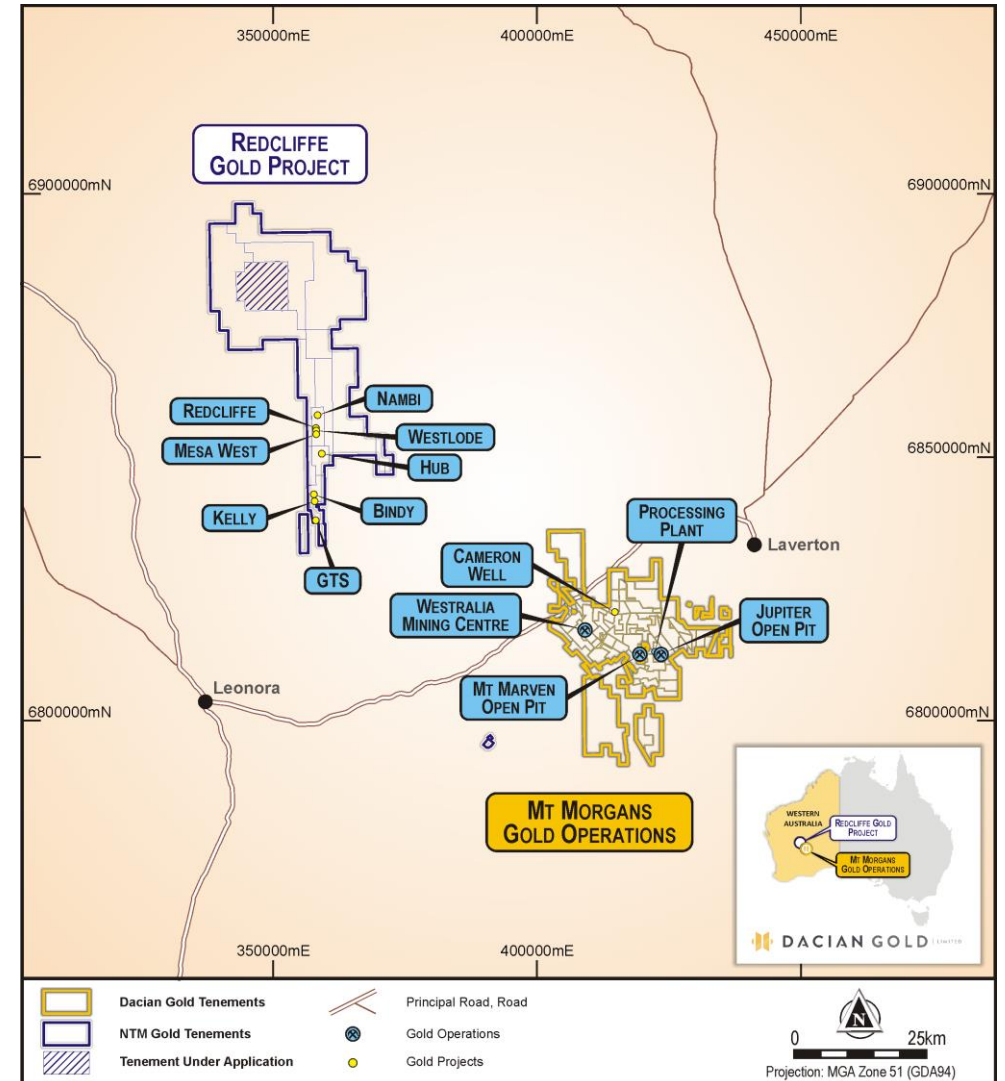 350000mE
400000mE
450000mE
REDCLIFFE
GOLD PROJECT
6900000mN
6900000mN
NAMBI
REDCLIFFE
WESTLODE
MESA WEST
HUB
6850000mN
6850000mN
KELLY
BINDY
PROCESSING
PLANT
GTS
CAMERON
WELL
Laverton
WESTRALIA
MINING CENTRE
JUPITER
OPEN PIT
MT MARVEN
OPEN PIT
Leonora
6800000mN
6800000mN
MT MORGANS
GOLD OPERATIONS
WESTERN
AUSTRALIA
REDCLIFFE GOLD
PROJECT
MT MORGANS
GOLD OPERATIONS
DACIAN GOLD LIMITED
350000mE
400000mE
Dacian Gold Tenements
Principal Road, Road
NTM Gold Tenements
Gold Operations
Tenement Under Application
Gold Projects
N
0 25km
Projection: MGA Zone 51 (GDA94)